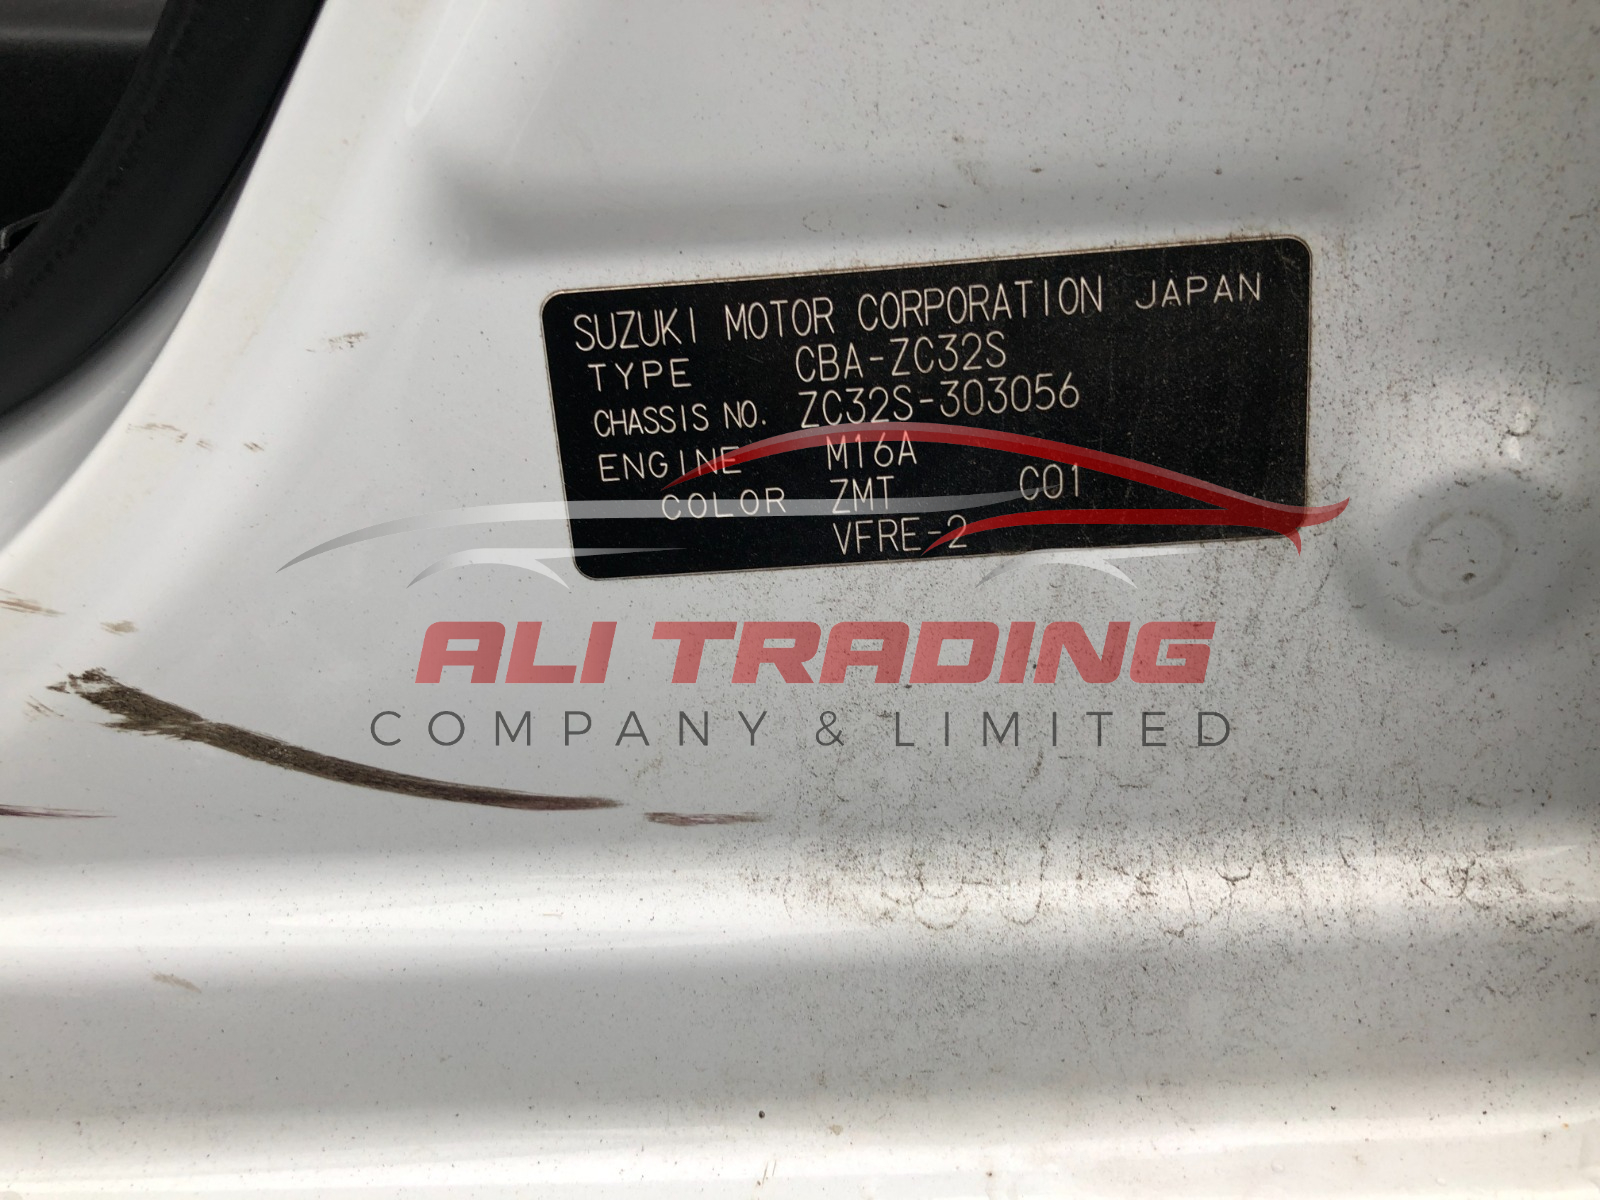 SUZUKI MOTOR CORPORATION JAPAN
TYPE CBA-ZC32S
CHASSIS NO. ZC32S-303056
ENGINE M16A
COLOR ZMT C01
VFRE-2
ALI TRADING
COMPANY & LIMITED